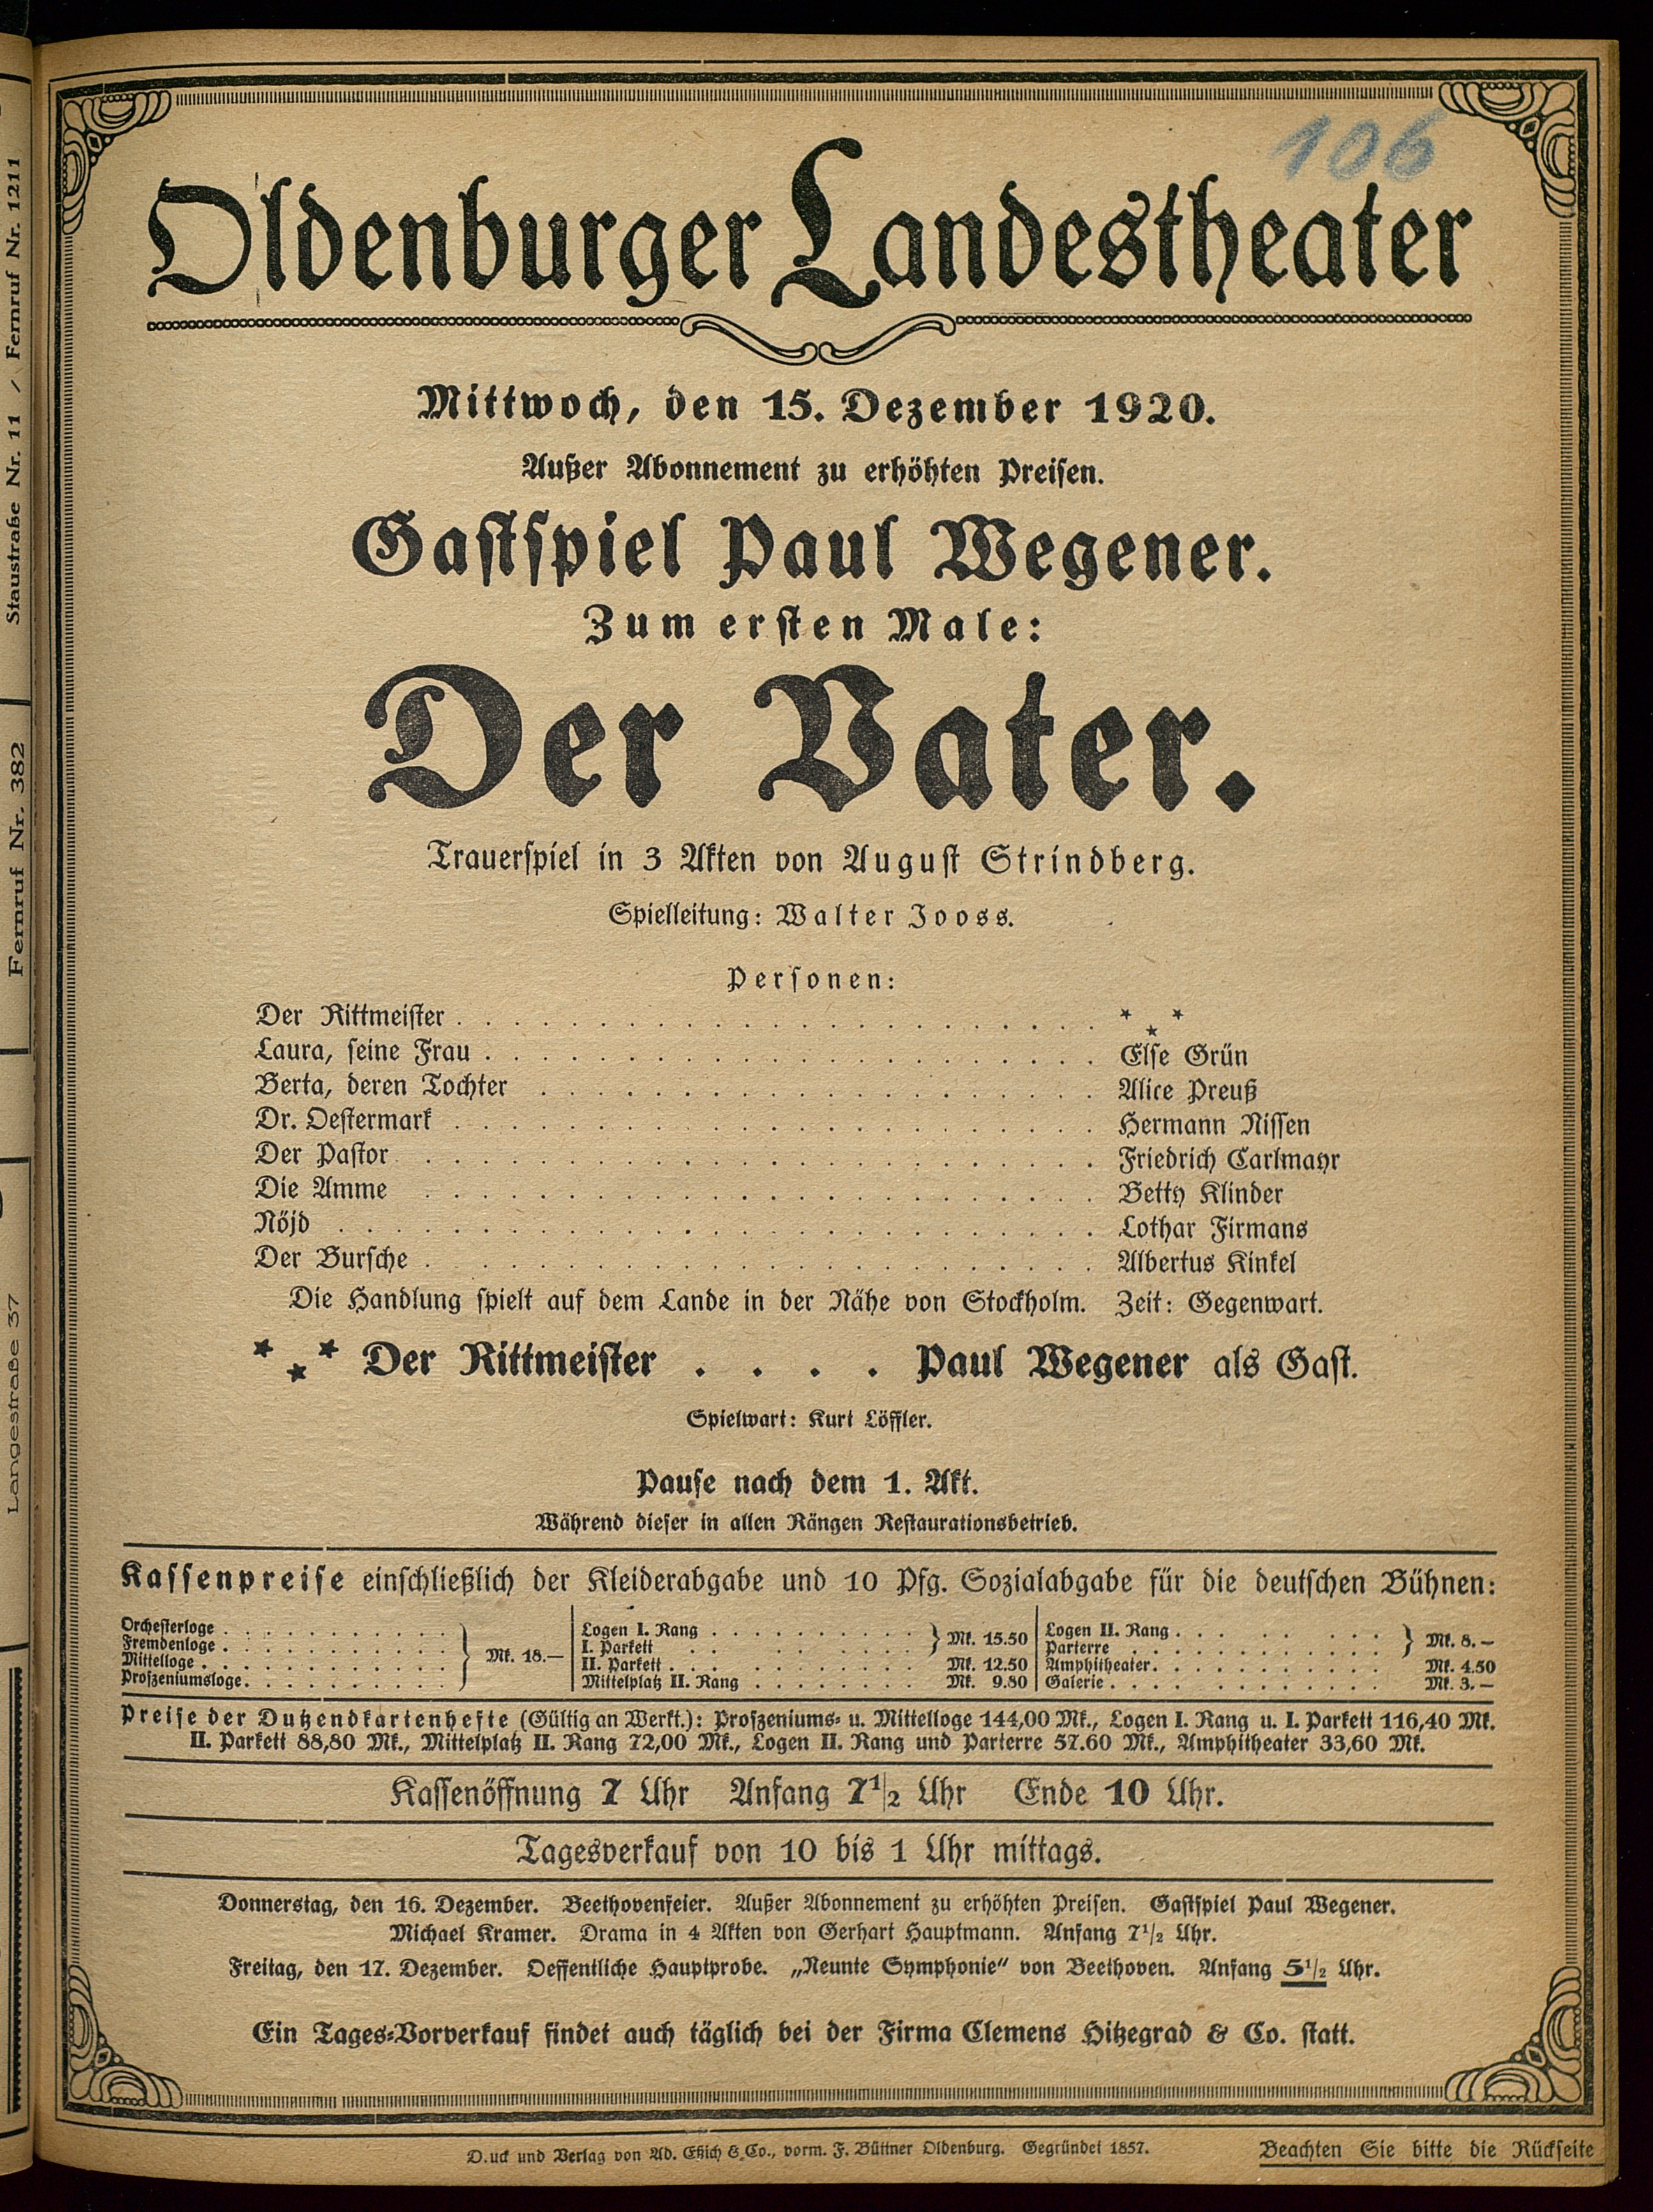 106
Oldenburger Landestheater
Mittwoch, den 15. Dezember 1920.
Außer Abonnement zu erhöhten Preisen.
Gastspiel Paul Wegener.
Zum ersten Male:
Der Vater.
Trauerspiel in 3 Akten von August Strindberg.
Spielleitung: Walter Jooss.
Personen:
Der Rittmeister . . . . . * * *
Laura, seine Frau . . . . . Else Grün
Berta, deren Tochter . . . . . Alice Preuß
Dr. Oestermark . . . . . Hermann Nissen
Der Pastor . . . . . Friedrich Carlmayr
Die Amme . . . . . Betty Klinder
Nöjd . . . . . Lothar Firmans
Der Bursche . . . . . Albertus Kinkel
Die Handlung spielt auf dem Lande in der Nähe von Stockholm. Zeit: Gegenwart.
* * * Der Rittmeister . . . . Paul Wegener als Gast.
Spielwart: Kurt Löffler.
Pause nach dem 1. Akt.
Während dieser in allen Rängen Restaurationsbetrieb.
Kassenpreise einschließlich der Kleiderabgabe und 10 Pfg. Sozialabgabe für die deutschen Bühnen:
Orchesterloge . . . . .
Fremdenloge . . . . .
Mittelloge . . . . .
Proszeniumsloge . . . . .
} Mk. 18.—
Logen I. Rang . . . . .
I. Parkett . . . . .
} Mk. 15.50
II. Parkett . . . . . Mk. 12.50
Mittelplatz II. Rang . . . . . Mk. 9.80
Logen II. Rang . . . . .
Parterre . . . . .
} Mk. 8.—
Amphitheater . . . . . Mk. 4.50
Galerie . . . . . Mk. 3.—
Preise der Dutzendkartenhefte (Gültig an Werkt.): Proszeniums- u. Mittelloge 144,00 Mk., Logen I. Rang u. I. Parkett 116,40 Mk.
II. Parkett 88,80 Mk., Mittelplatz II. Rang 72,00 Mk., Logen II. Rang und Parterre 57.60 Mk., Amphitheater 33,60 Mk.
Kassenöffnung 7 Uhr Anfang 7 1/2 Uhr Ende 10 Uhr.
Tagesverkauf von 10 bis 1 Uhr mittags.
Donnerstag, den 16. Dezember. Beethovenfeier. Außer Abonnement zu erhöhten Preisen. Gastspiel Paul Wegener.
Michael Kramer. Drama in 4 Akten von Gerhart Hauptmann. Anfang 7 1/2 Uhr.
Freitag, den 17. Dezember. Oeffentliche Hauptprobe. „Neunte Symphonie“ von Beethoven. Anfang 5 1/2 Uhr.
Ein Tages-Vorverkauf findet auch täglich bei der Firma Clemens Hitzegrad & Co. statt.
D.uck und Verlag von Ad. Eßich & Co., vorm. F. Büttner Oldenburg. Gegründet 1857.
Beachten Sie bitte die Rückseite
Staustraße Nr. 11 / Fernruf Nr. 1211
Fernruf Nr. 382
Langestraße 37